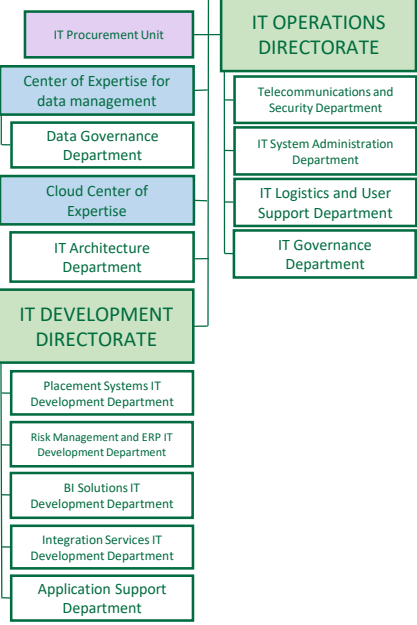 IT Procurement Unit
Center of Expertise for
data management
Data Governance
Department
Cloud Center of
Expertise
IT Architecture
Department
IT DEVELOPMENT
DIRECTORATE
Placement Systems IT
Development Department
Risk Management and ERP IT
Development Department
BI Solutions IT
Development Department
Integration Services IT
Development Department
Application Support
Department
IT OPERATIONS
DIRECTORATE
Telecommunications and
Security Department
IT System Administration
Department
IT Logistics and User
Support Department
IT Governance
Department